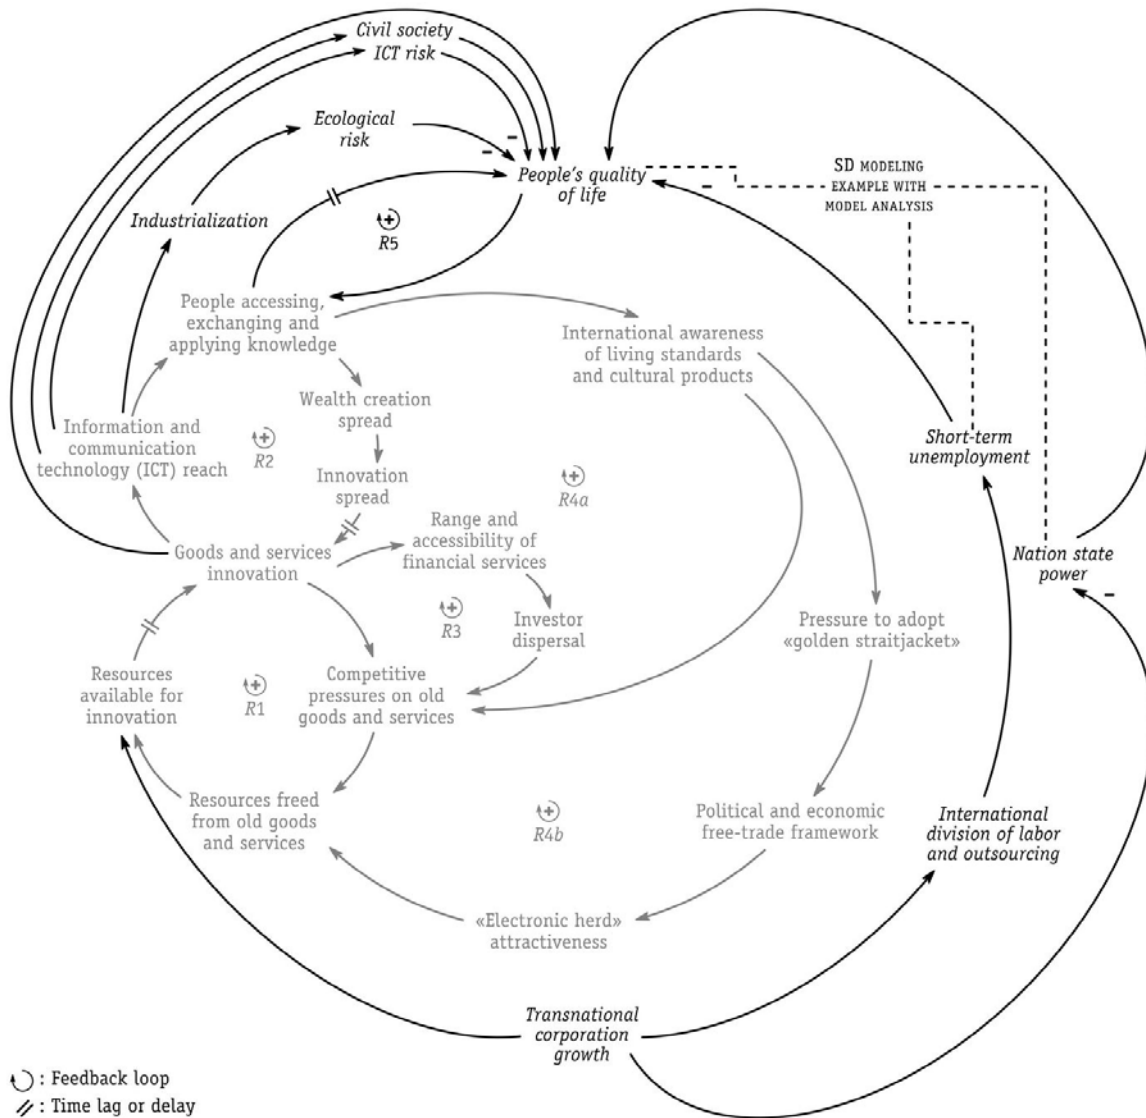 Civil society
ICT risk
Ecological
risk
People's quality
of life
SD MODELING
EXAMPLE WITH
MODEL ANALYSIS
Industrialization
R5
People accessing,
exchanging and
applying knowledge
International awareness
of living standards
and cultural products
Wealth creation
spread
Information and
communication
technology (ICT) reach
R2
Short-term
unemployment
Innovation
spread
R4a
Range and
accessibility of
financial services
Goods and services
innovation
Nation state
power
R3
Investor
dispersal
Pressure to adopt
«golden straitjacket»
Resources
available for
innovation
R1
Competitive
pressures on old
goods and services
Resources freed
from old goods
and services
R4b
Political and economic
free-trade framework
International
division of labor
and outsourcing
«Electronic herd»
attractiveness
Transnational
corporation
growth
: Feedback loop
: Time lag or delay